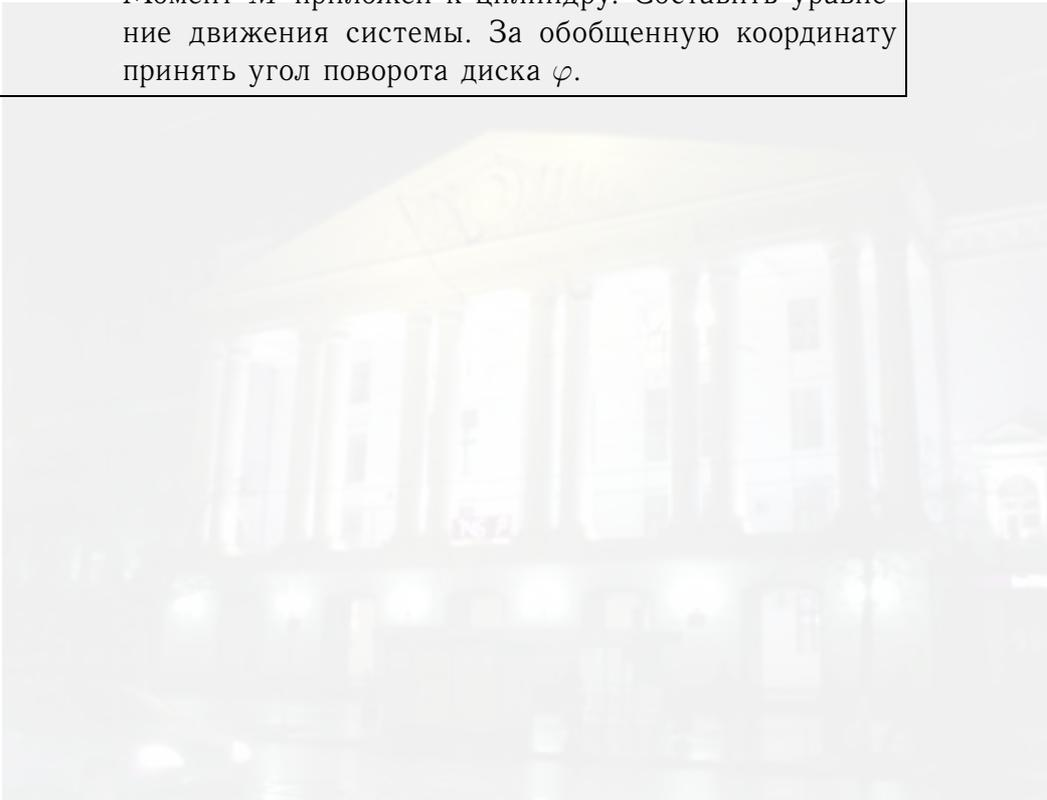 Момент M приложен к цилиндру. Составить уравне-
ние движения системы. За обобщенную координату
принять угол поворота диска φ.